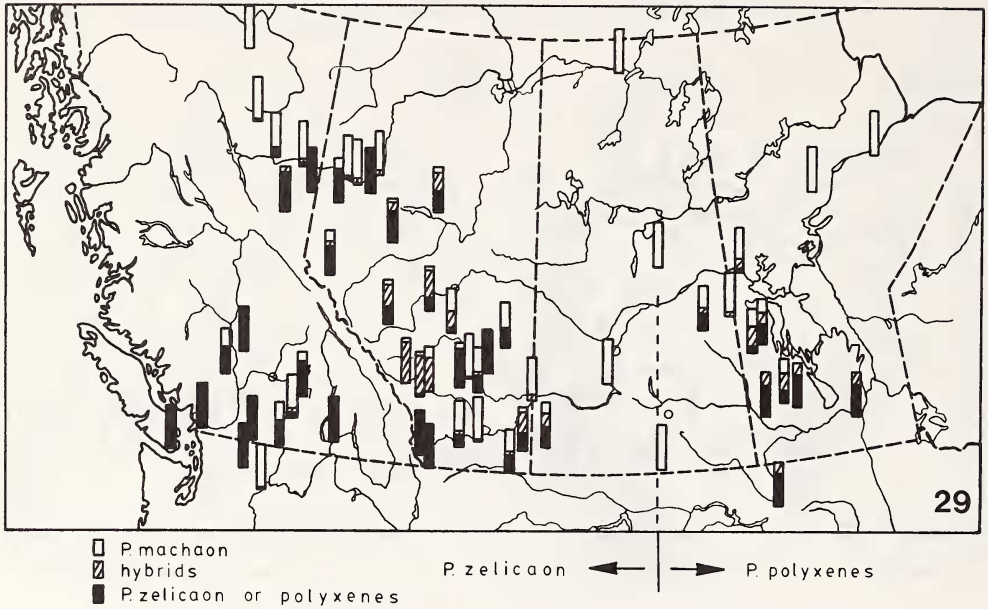 29
P. machaon
hybrids
P. zelicaon or polyxenes
P. zelicaon
P. polyxenes